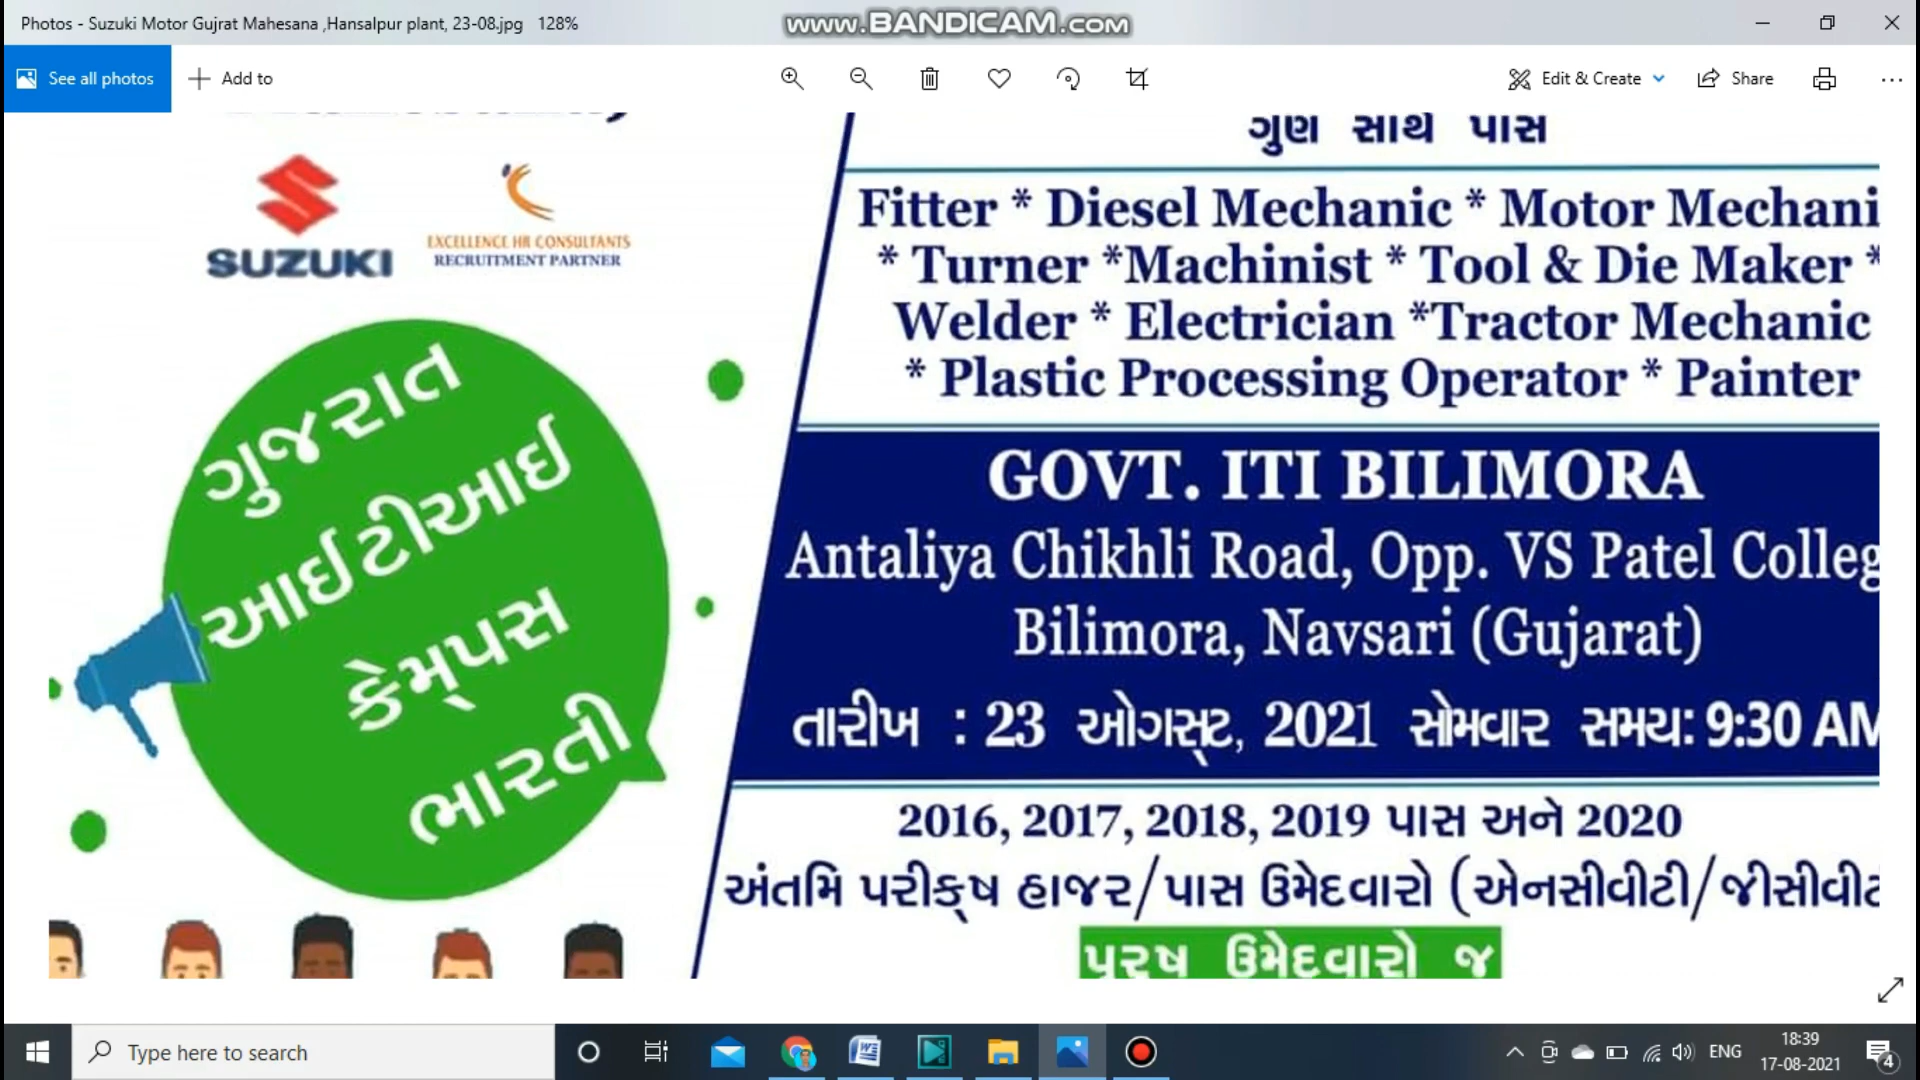 Photos - Suzuki Motor Gujrat Mahesana ,Hansalpur plant, 23-08.jpg 128%
www.BANDICAM.com
See all photos
Add to
Edit & Create
Share
SUZUKI
EXCELLENCE HR CONSULTANTS
RECRUITMENT PARTNER
ગુજરાત
આઈટીઆઈ
કેમ્પસ
ભારતી
ગુણ સાથે પાસ
Fitter * Diesel Mechanic * Motor Mechani
* Turner *Machinist * Tool & Die Maker *
Welder * Electrician *Tractor Mechanic
* Plastic Processing Operator * Painter
GOVT. ITI BILIMORA
Antaliya Chikhli Road, Opp. VS Patel Colleg
Bilimora, Navsari (Gujarat)
તારીખ : 23 ઓગસ્ટ, 2021 સોમવાર સમય: 9:30 AM
2016, 2017, 2018, 2019 પાસ અને 2020
અંતમિ પરીક્ષ હાજર/પાસ ઉમેદવારો (એનસીવીટી/જીસીવીટ
પુરૂષ ઉમેદવારો જ
Type here to search
ENG
18:39
17-08-2021
4